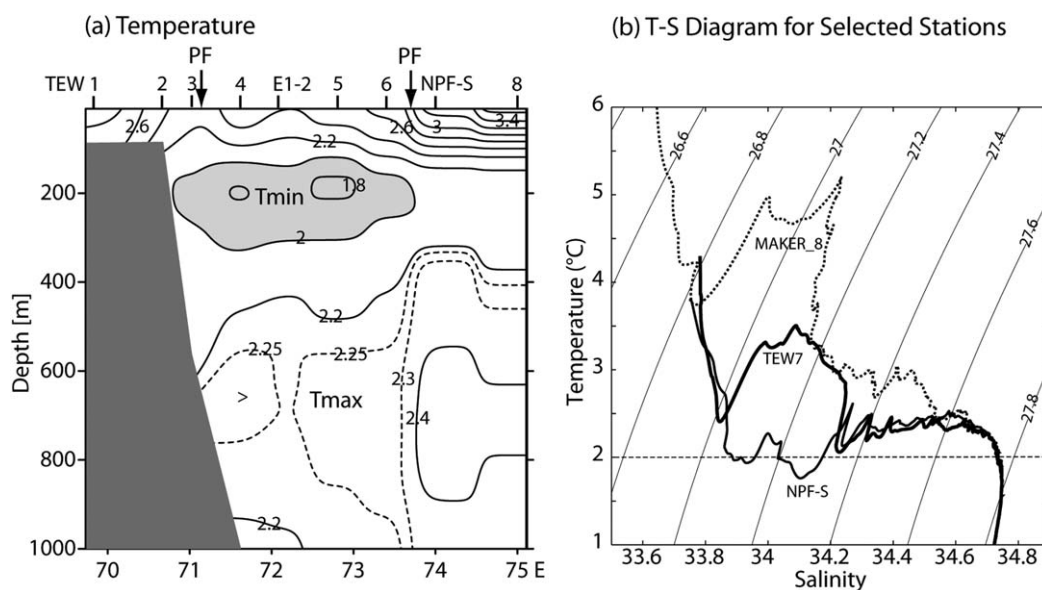 (a) Temperature
PF PF
TEW 1 2 3 4 E1-2 5 6 NPF-S 8
2.6 2.2 2.6 3 3.4
Tmin 1.8
2
2.2
2.25 2.25
> Tmax 2.3
2.4
2.2
200
400
600
800
1000
Depth [m]
70 71 72 73 74 75 E
(b) T-S Diagram for Selected Stations
26.6 26.8 27 27.2 27.4
27.6
27.8
MAKER_8
TEW7
NPF-S
6
5
4
3
2
1
Temperature (°C)
33.6 33.8 34 34.2 34.4 34.6 34.8
Salinity